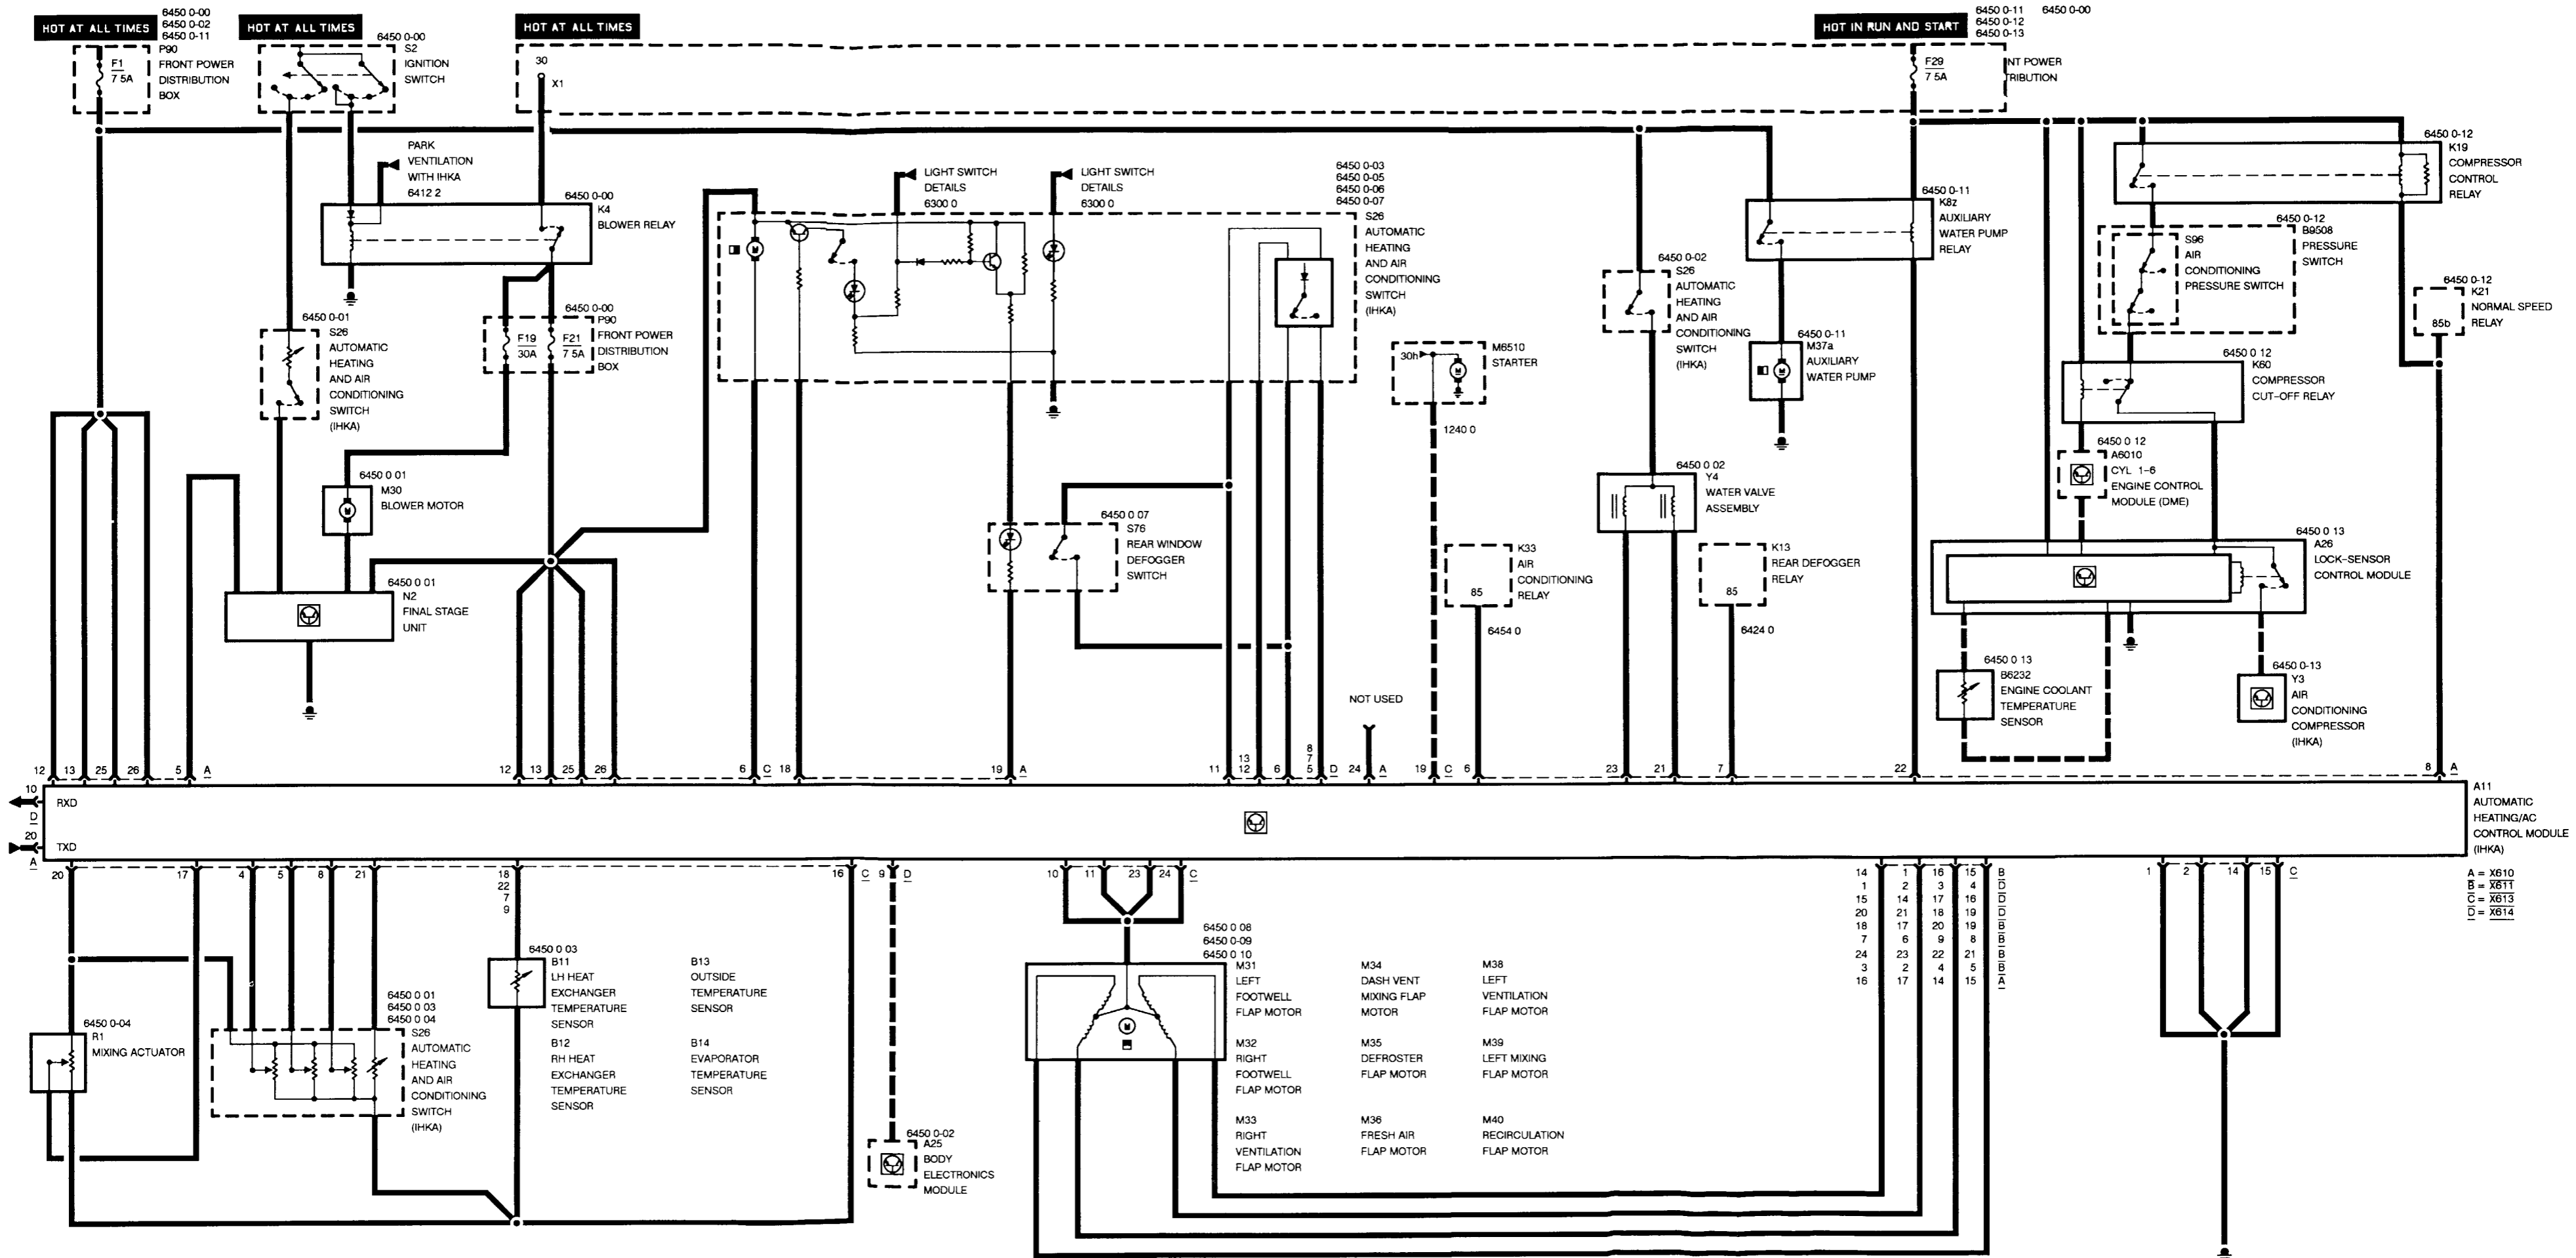 HOT AT ALL TIMES
6450 0-00
6450 0-02
6450 0-11
P90
FRONT POWER
DISTRIBUTION
BOX
F1
7 5A
HOT AT ALL TIMES
6450 0-00
S2
IGNITION
SWITCH
HOT AT ALL TIMES
30
X1
HOT IN RUN AND START
6450 0-11
6450 0-12
6450 0-13
6450 0-00
F29
7 5A
NT POWER
TRIBUTION
PARK
VENTILATION
WITH IHKA
6412 2
6450 0-00
K4
BLOWER RELAY
LIGHT SWITCH
DETAILS
6300 0
LIGHT SWITCH
DETAILS
6300 0
6450 0-03
6450 0-05
6450 0-06
6450 0-07
S26
AUTOMATIC
HEATING
AND AIR
CONDITIONING
SWITCH
(IHKA)
6450 0-11
K8z
AUXILIARY
WATER PUMP
RELAY
6450 0-12
K19
COMPRESSOR
CONTROL
RELAY
6450 0-12
B9508
PRESSURE
SWITCH
S96
AIR
CONDITIONING
PRESSURE SWITCH
6450 0-12
K21
NORMAL SPEED
RELAY
85b
6450 0-02
S26
AUTOMATIC
HEATING
AND AIR
CONDITIONING
SWITCH
(IHKA)
6450 0-01
S26
AUTOMATIC
HEATING
AND AIR
CONDITIONING
SWITCH
(IHKA)
6450 0-00
P90
FRONT POWER
DISTRIBUTION
BOX
F19
30A
F21
7 5A
30h
M6510
STARTER
1240 0
6450 0-11
M37a
AUXILIARY
WATER PUMP
6450 0 12
K60
COMPRESSOR
CUT-OFF RELAY
6450 0 12
A6010
CYL 1-6
ENGINE CONTROL
MODULE (DME)
6450 0 01
M30
BLOWER MOTOR
6450 0 07
S76
REAR WINDOW
DEFOGGER
SWITCH
6450 0 02
Y4
WATER VALVE
ASSEMBLY
K33
AIR
CONDITIONING
RELAY
85
6454 0
K13
REAR DEFOGGER
RELAY
85
6424 0
6450 0 13
A26
LOCK-SENSOR
CONTROL MODULE
6450 0 01
N2
FINAL STAGE
UNIT
6450 0 13
B6232
ENGINE COOLANT
TEMPERATURE
SENSOR
6450 0-13
Y3
AIR
CONDITIONING
COMPRESSOR
(IHKA)
NOT USED
12 13 25 26 5 A 12 13 25 26 6 C 18 19 A 11 13 12 6 8 7 5 D 24 A 19 C 6 23 21 7 22 8 A
10
D
20
A
RXD
TXD
A11
AUTOMATIC
HEATING/AC
CONTROL MODULE
(IHKA)
A = X610
B = X611
C = X613
D = X614
20 17 4 5 8 21 18 16 C 9 D 10 11 23 24 C
22
7
9
14 1 16 15 B
1 2 3 4 D
15 14 17 16 D
20 21 18 19 D
18 17 20 19 B
7 6 9 8 B
24 23 22 21 B
3 2 4 5 B
16 17 14 15 A
1 2 14 15 C
6450 0-04
R1
MIXING ACTUATOR
6450 0 01
6450 0 03
6450 0 04
S26
AUTOMATIC
HEATING
AND AIR
CONDITIONING
SWITCH
(IHKA)
6450 0 03
B11
LH HEAT
EXCHANGER
TEMPERATURE
SENSOR
B12
RH HEAT
EXCHANGER
TEMPERATURE
SENSOR
B13
OUTSIDE
TEMPERATURE
SENSOR
B14
EVAPORATOR
TEMPERATURE
SENSOR
6450 0-02
A25
BODY
ELECTRONICS
MODULE
6450 0 08
6450 0-09
6450 0 10
M31
LEFT
FOOTWELL
FLAP MOTOR
M32
RIGHT
FOOTWELL
FLAP MOTOR
M33
RIGHT
VENTILATION
FLAP MOTOR
M34
DASH VENT
MIXING FLAP
MOTOR
M35
DEFROSTER
FLAP MOTOR
M36
FRESH AIR
FLAP MOTOR
M38
LEFT
VENTILATION
FLAP MOTOR
M39
LEFT MIXING
FLAP MOTOR
M40
RECIRCULATION
FLAP MOTOR